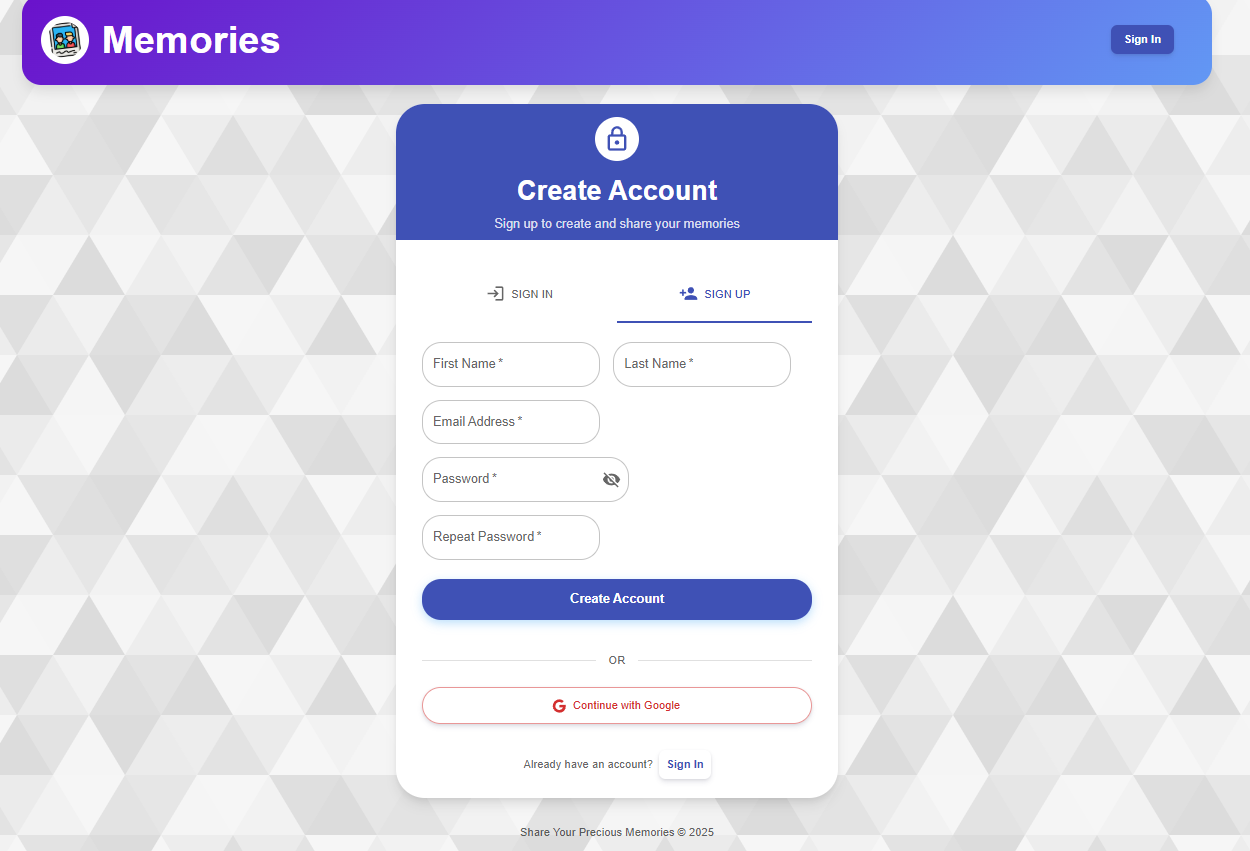 Memories
Sign In
Create Account
Sign up to create and share your memories
SIGN IN
SIGN UP
First Name *
Last Name *
Email Address *
Password *
Repeat Password *
Create Account
OR
Continue with Google
Already have an account? Sign In
Share Your Precious Memories © 2025